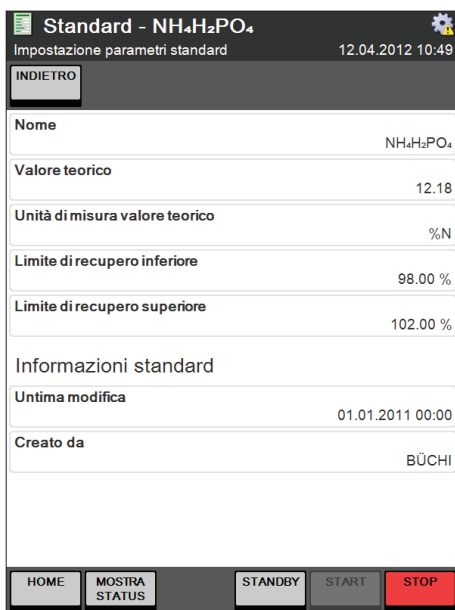 Standard - NH₄H₂PO₄
Impostazione parametri standard 12.04.2012 10:49
INDIETRO
Nome
NH₄H₂PO₄
Valore teorico
12.18
Unità di misura valore teorico
%N
Limite di recupero inferiore
98.00 %
Limite di recupero superiore
102.00 %
Informazioni standard
Untima modifica
01.01.2011 00:00
Creato da
BÜCHI
HOME MOSTRA STANDBY START STOP
STATUS